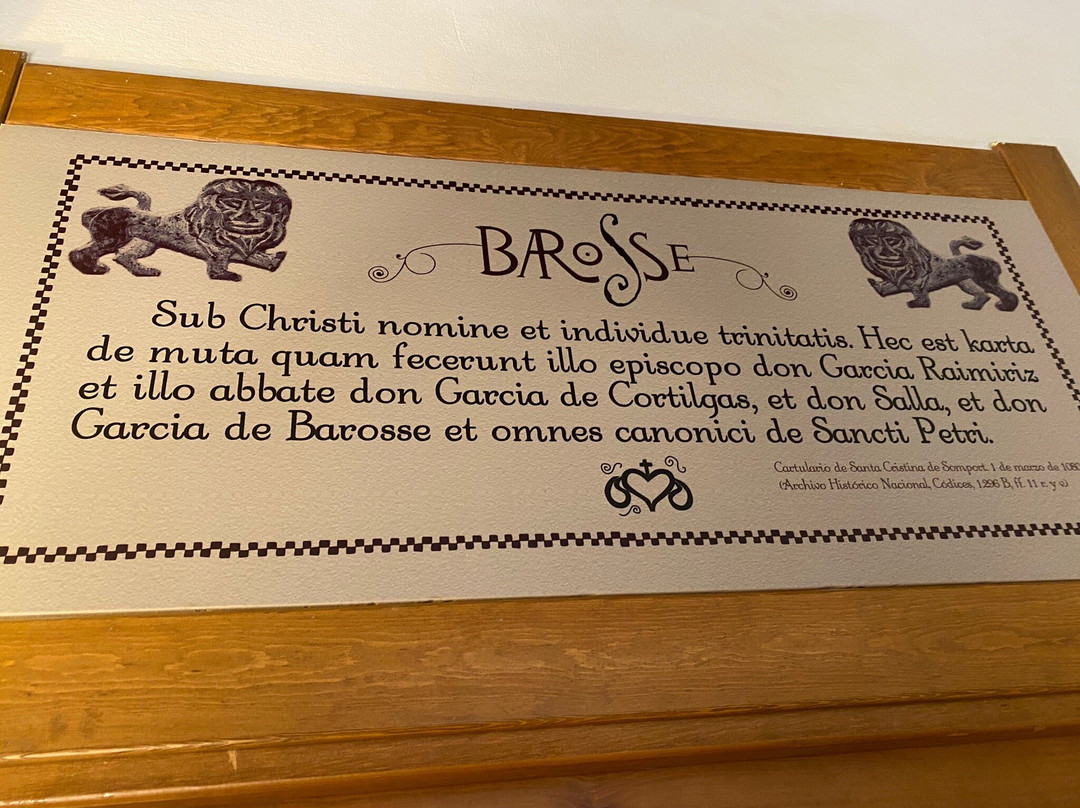 BAROSSE
Sub Christi nomine et individue trinitatis. Hec est karta
de muta quam fecerunt illo episcopo don Garcia Raimiriz
et illo abbate don Garcia de Cortilgas, et don Salla, et don
Garcia de Barosse et omnes canonici de Sancti Petri.
Cartulario de Santa Cristina de Somport. 1 de marzo de 1080
(Archivo Histórico Nacional, Códices, 1296 B, ff. 11 r. y v.)